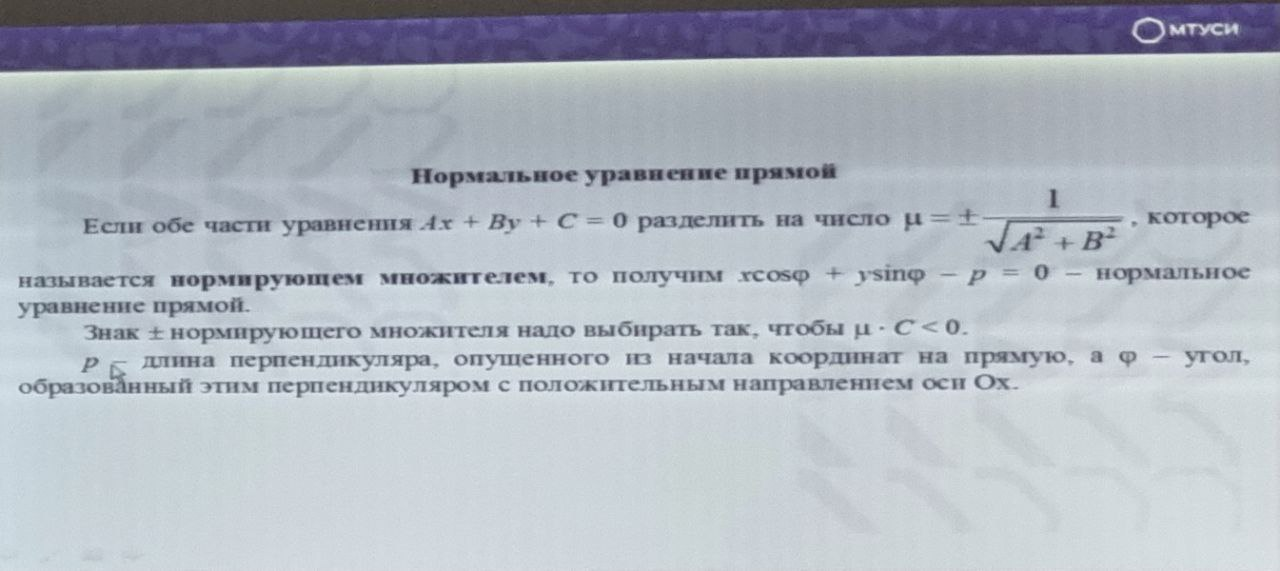 МТУСИ
Нормальное уравнение прямой
Если обе части уравнения Ax + By + C = 0 разделить на число μ = ± 1/√(A² + B²), которое
называется нормирующем множителем, то получим xcosφ + ysinφ – p = 0 – нормальное
уравнение прямой.
Знак ± нормирующего множителя надо выбирать так, чтобы μ · C < 0.
p – длина перпендикуляра, опущенного из начала координат на прямую, а φ – угол,
образованный этим перпендикуляром с положительным направлением оси Ox.